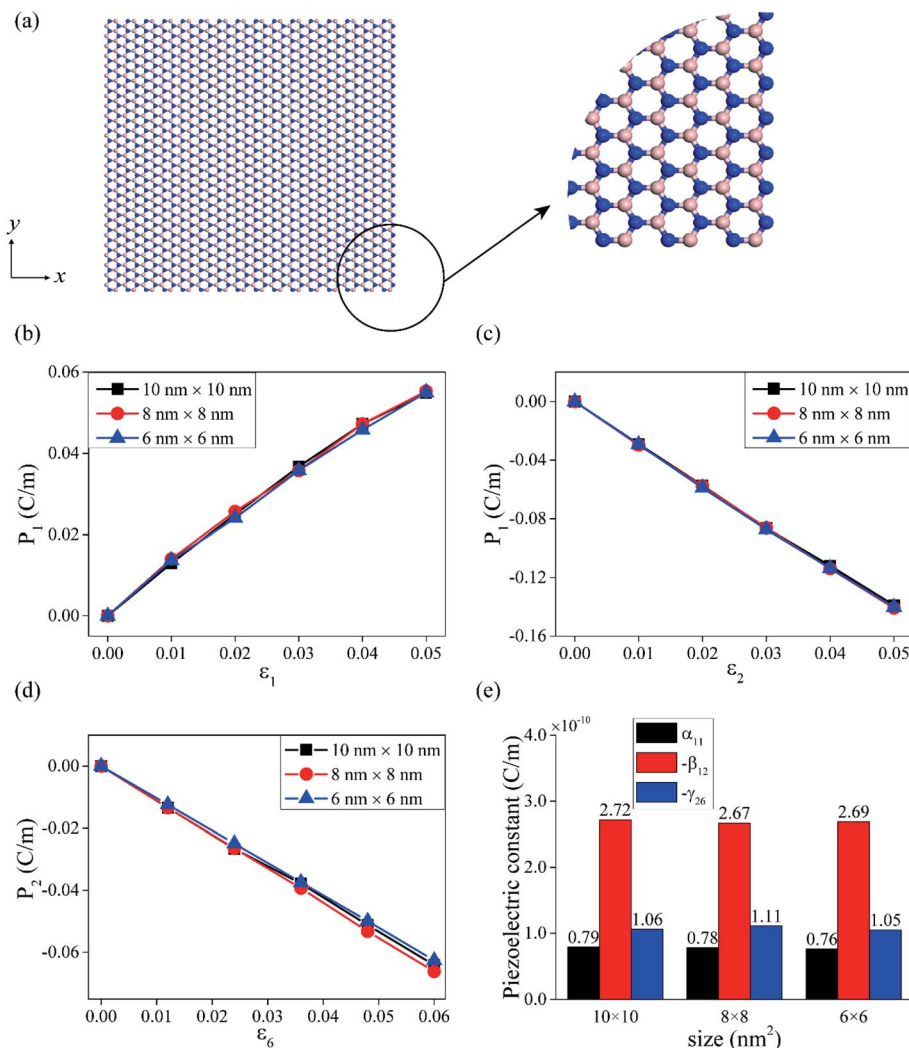 (a)
y
x
(b)
0.06
0.04
0.02
0.00
P₁ (C/m)
10 nm × 10 nm
8 nm × 8 nm
6 nm × 6 nm
0.00 0.01 0.02 0.03 0.04 0.05
ε₁
(c)
0.00
-0.04
-0.08
-0.12
-0.16
P₁ (C/m)
10 nm × 10 nm
8 nm × 8 nm
6 nm × 6 nm
0.00 0.01 0.02 0.03 0.04 0.05
ε₂
(d)
0.00
-0.02
-0.04
-0.06
P₂ (C/m)
10 nm × 10 nm
8 nm × 8 nm
6 nm × 6 nm
0.00 0.01 0.02 0.03 0.04 0.05 0.06
ε₆
(e)
×10⁻¹⁰
4.0
3.0
2.0
1.0
0.0
Piezoelectric constant (C/m)
α₁₁
-β₁₂
-γ₂₆
2.72 2.67 2.69
0.79 1.06 0.78 1.11 0.76 1.05
10×10 8×8 6×6
size (nm²)